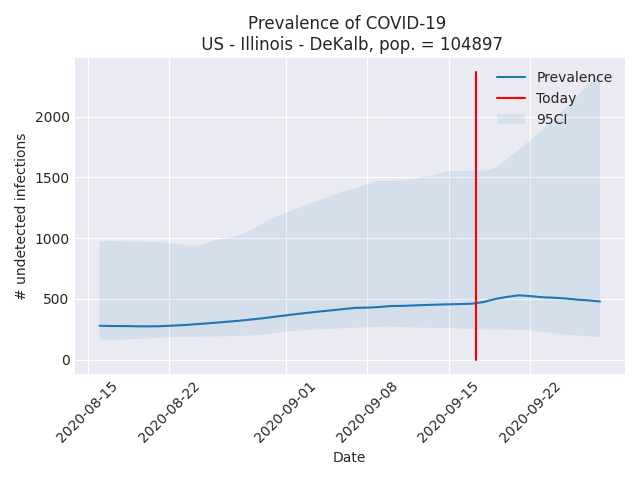 Prevalence of COVID-19
US - Illinois - DeKalb, pop. = 104897
Prevalence
Today
95CI
# undetected infections
2000
1500
1000
500
0
2020-08-15
2020-08-22
2020-09-01
2020-09-08
2020-09-15
2020-09-22
Date